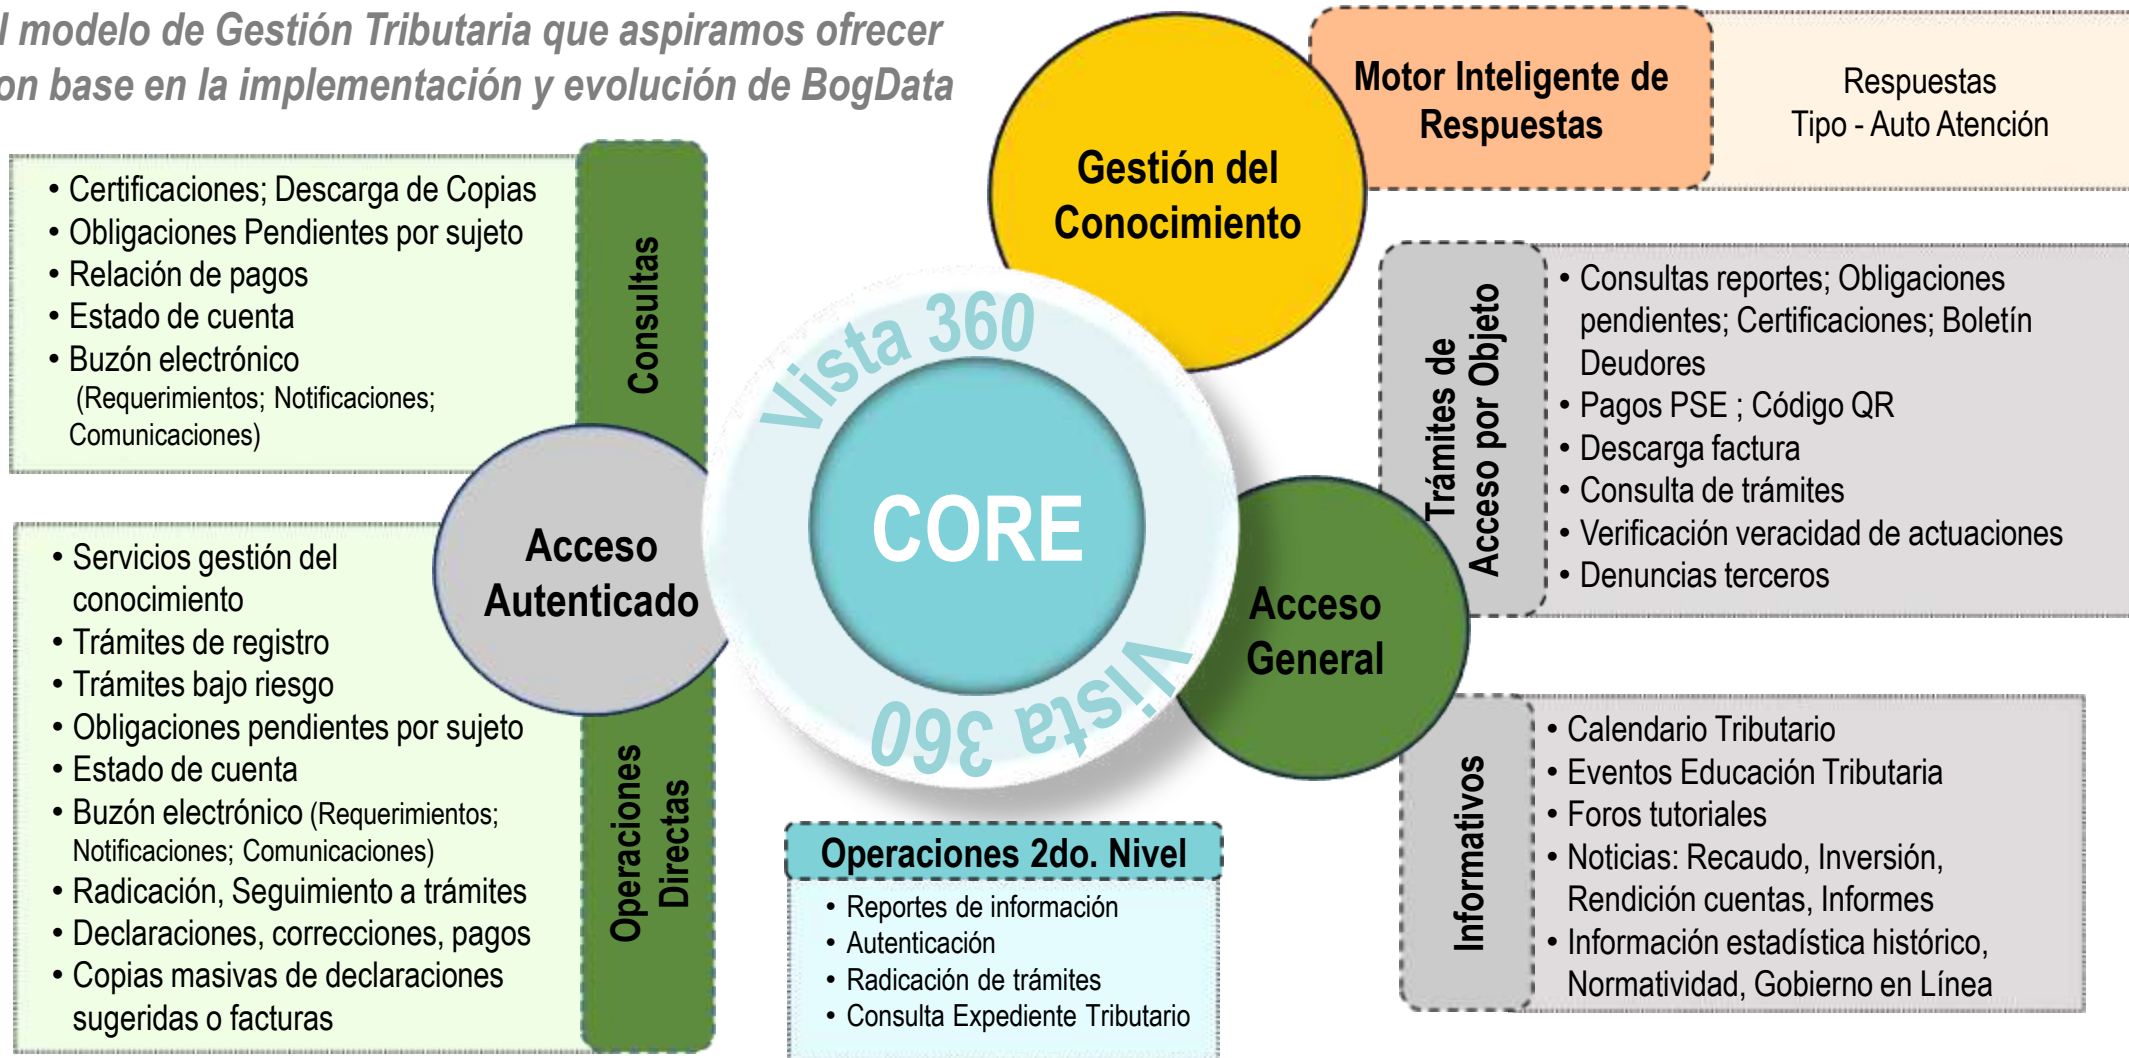 l modelo de Gestión Tributaria que aspiramos ofrecer
on base en la implementación y evolución de BogData
Gestión del
Conocimiento
Motor Inteligente de
Respuestas
Respuestas
Tipo - Auto Atención
• Certificaciones; Descarga de Copias
• Obligaciones Pendientes por sujeto
• Relación de pagos
• Estado de cuenta
• Buzón electrónico
(Requerimientos; Notificaciones;
Comunicaciones)
Consultas
Acceso
Autenticado
• Servicios gestión del
conocimiento
• Trámites de registro
• Trámites bajo riesgo
• Obligaciones pendientes por sujeto
• Estado de cuenta
• Buzón electrónico (Requerimientos;
Notificaciones; Comunicaciones)
• Radicación, Seguimiento a trámites
• Declaraciones, correcciones, pagos
• Copias masivas de declaraciones
sugeridas o facturas
Operaciones
Directas
Vista 360
CORE
Vista 360
Operaciones 2do. Nivel
• Reportes de información
• Autenticación
• Radicación de trámites
• Consulta Expediente Tributario
Acceso
General
Trámites de
Acceso por Objeto
• Consultas reportes; Obligaciones
pendientes; Certificaciones; Boletín
Deudores
• Pagos PSE ; Código QR
• Descarga factura
• Consulta de trámites
• Verificación veracidad de actuaciones
• Denuncias terceros
Informativos
• Calendario Tributario
• Eventos Educación Tributaria
• Foros tutoriales
• Noticias: Recaudo, Inversión,
Rendición cuentas, Informes
• Información estadística histórico,
Normatividad, Gobierno en Línea